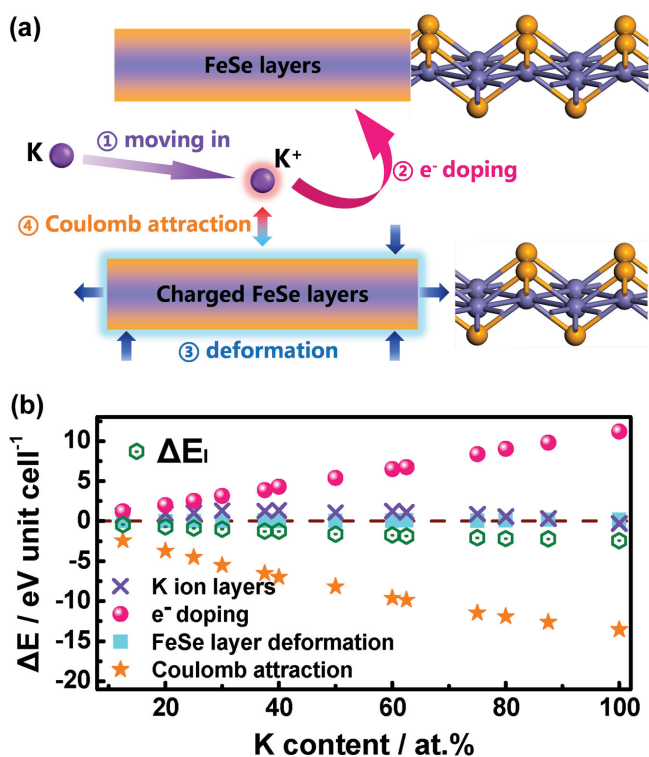 (a)
FeSe layers
① moving in
K
K⁺
② e⁻ doping
④ Coulomb attraction
Charged FeSe layers
③ deformation
(b)
ΔE / eV unit cell⁻¹
10
5
0
-5
-10
-15
-20
ΔEₗ
K ion layers
e⁻ doping
FeSe layer deformation
Coulomb attraction
20
40
60
80
100
K content / at.%